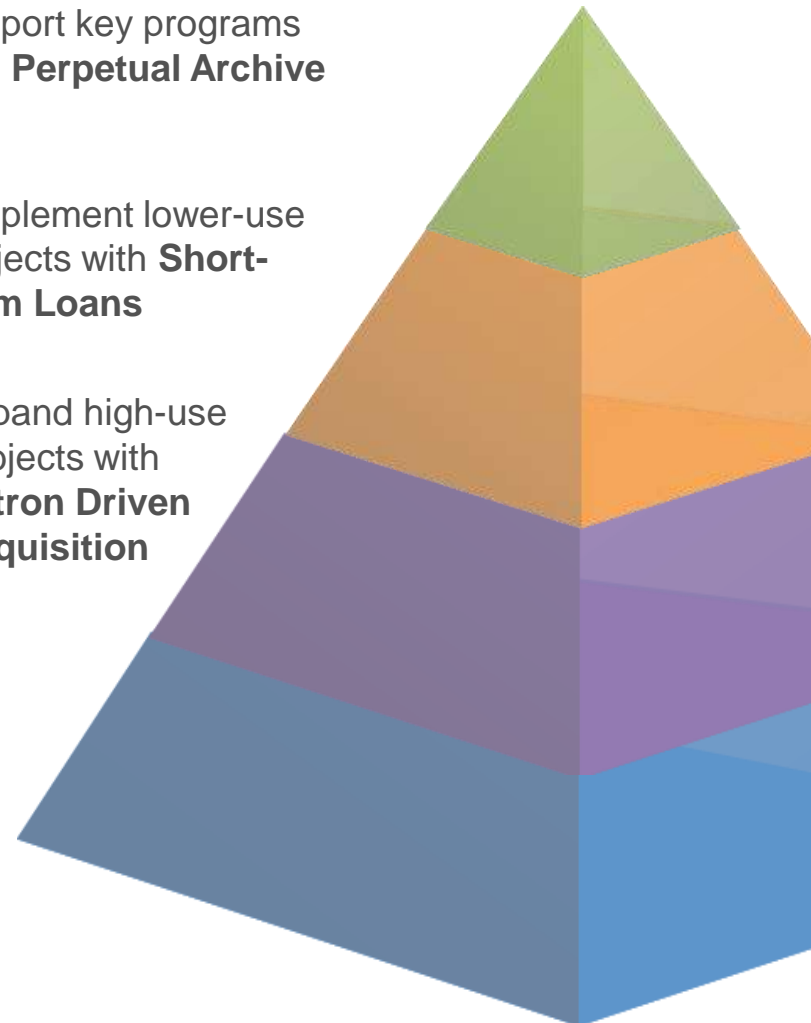 port key programs
Perpetual Archive
plement lower-use
jects with Short-
m Loans
pand high-use
jects with
tron Driven
quisition